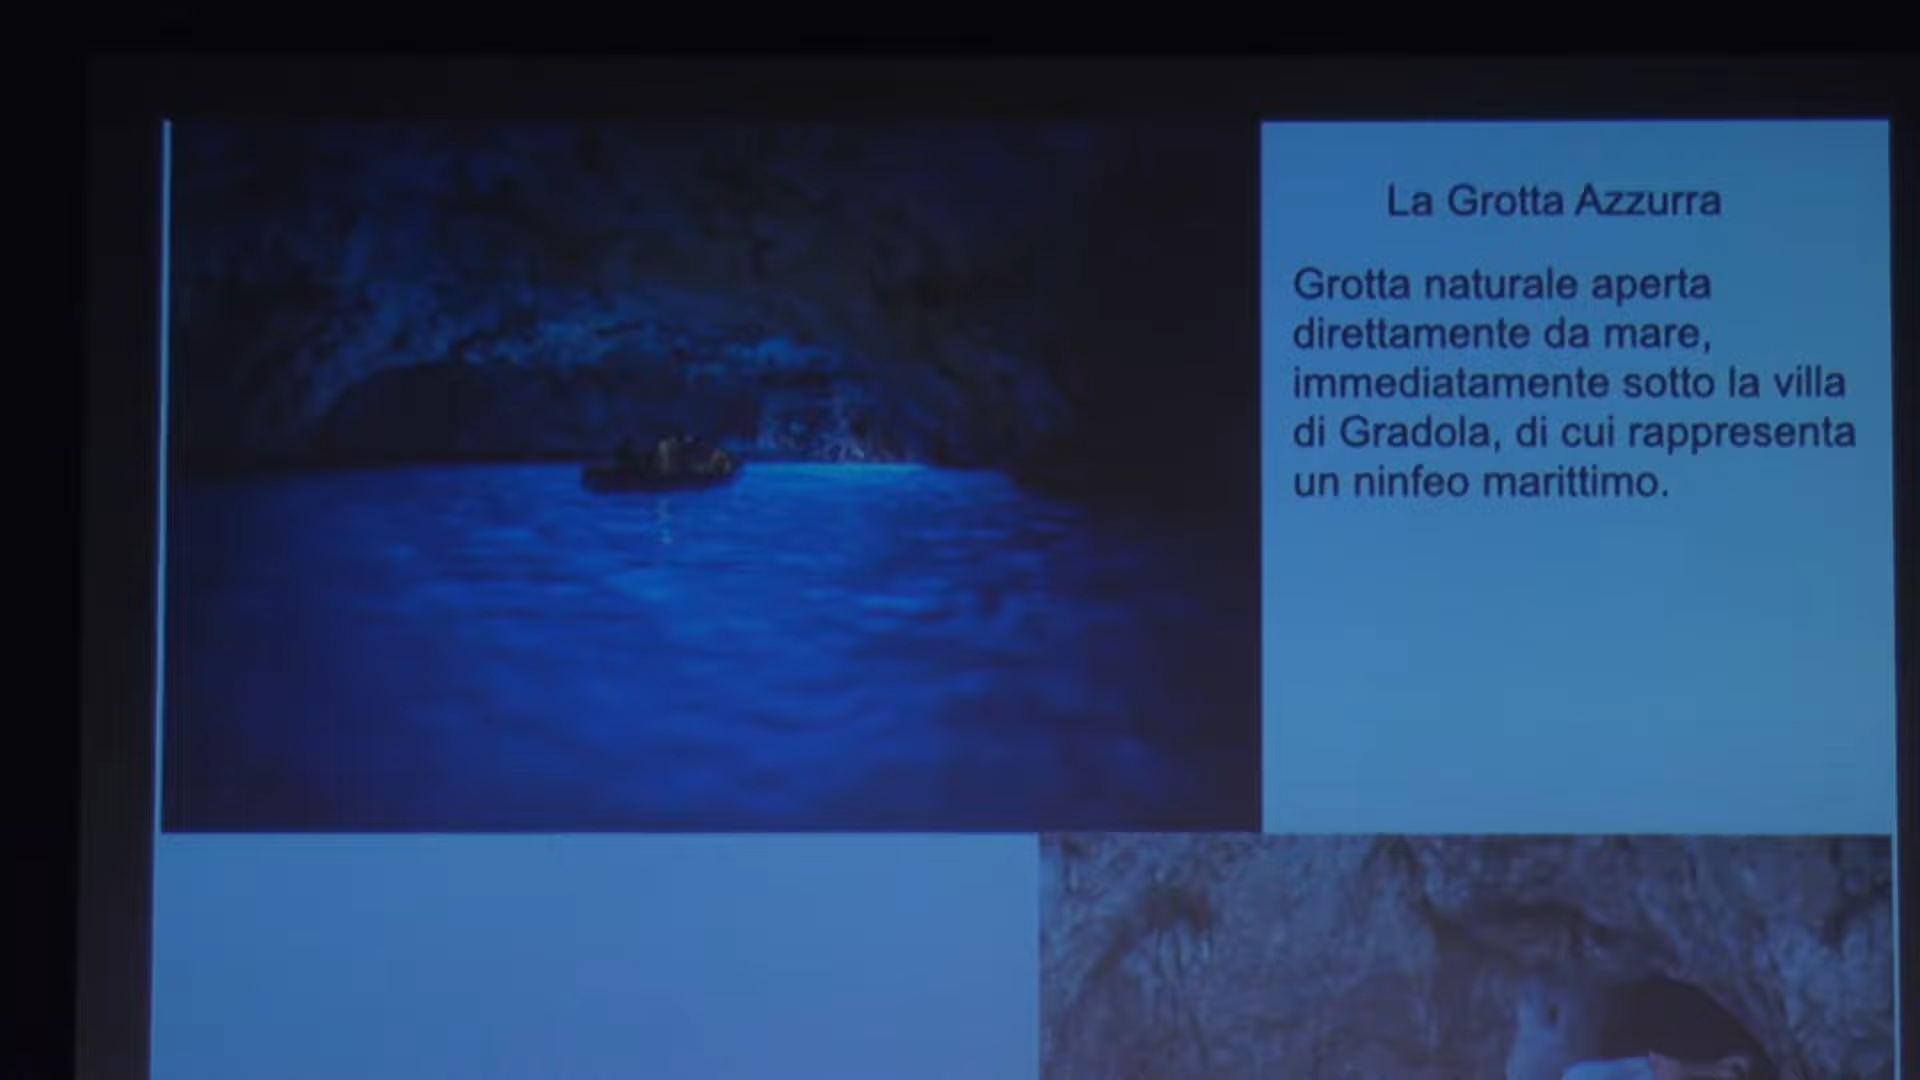 La Grotta Azzurra
Grotta naturale aperta
direttamente da mare,
immediatamente sotto la villa
di Gradola, di cui rappresenta
un ninfeo marittimo.